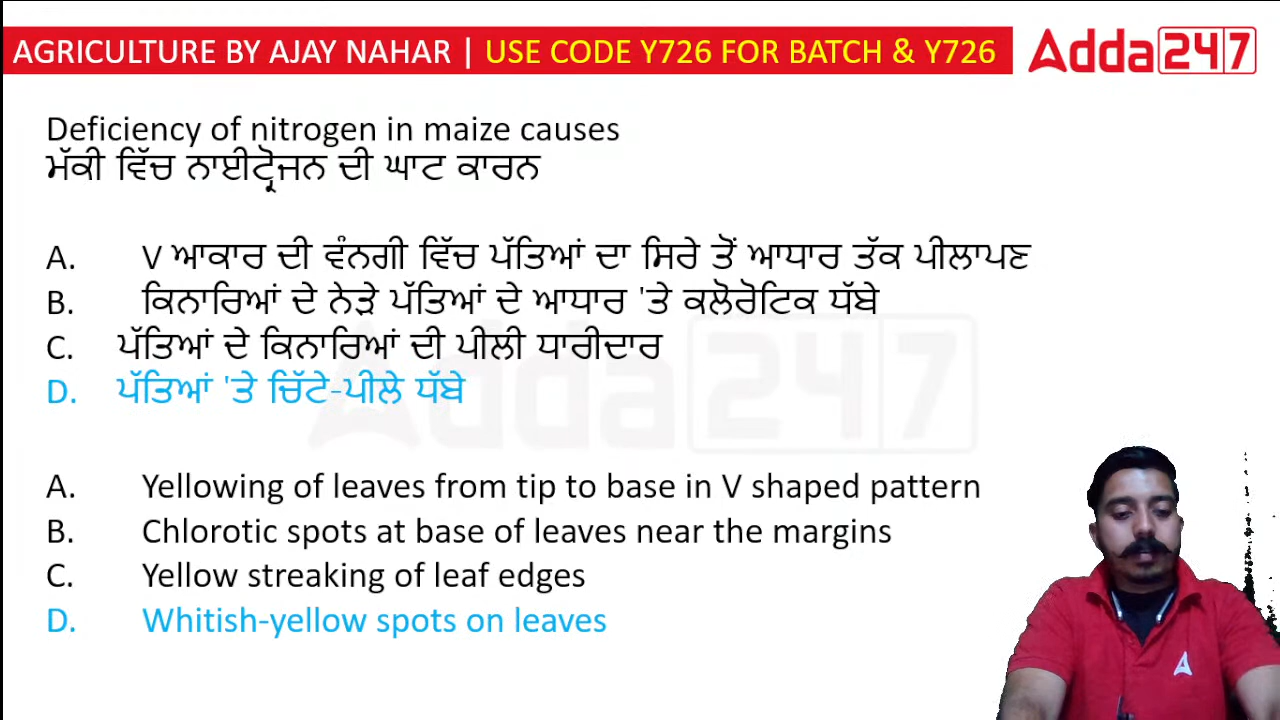 AGRICULTURE BY AJAY NAHAR | USE CODE Y726 FOR BATCH & Y726
Adda247
Deficiency of nitrogen in maize causes
ਮੱਕੀ ਵਿੱਚ ਨਾਈਟ੍ਰੋਜਨ ਦੀ ਘਾਟ ਕਾਰਨ
A. V ਆਕਾਰ ਦੀ ਵੰਨਗੀ ਵਿੱਚ ਪੱਤਿਆਂ ਦਾ ਸਿਰੇ ਤੋਂ ਆਧਾਰ ਤੱਕ ਪੀਲਾਪਣ
B. ਕਿਨਾਰਿਆਂ ਦੇ ਨੇੜੇ ਪੱਤਿਆਂ ਦੇ ਆਧਾਰ 'ਤੇ ਕਲੋਰੋਟਿਕ ਧੱਬੇ
C. ਪੱਤਿਆਂ ਦੇ ਕਿਨਾਰਿਆਂ ਦੀ ਪੀਲੀ ਧਾਰੀਦਾਰ
D. ਪੱਤਿਆਂ 'ਤੇ ਚਿੱਟੇ-ਪੀਲੇ ਧੱਬੇ
Adda247
A. Yellowing of leaves from tip to base in V shaped pattern
B. Chlorotic spots at base of leaves near the margins
C. Yellow streaking of leaf edges
D. Whitish-yellow spots on leaves